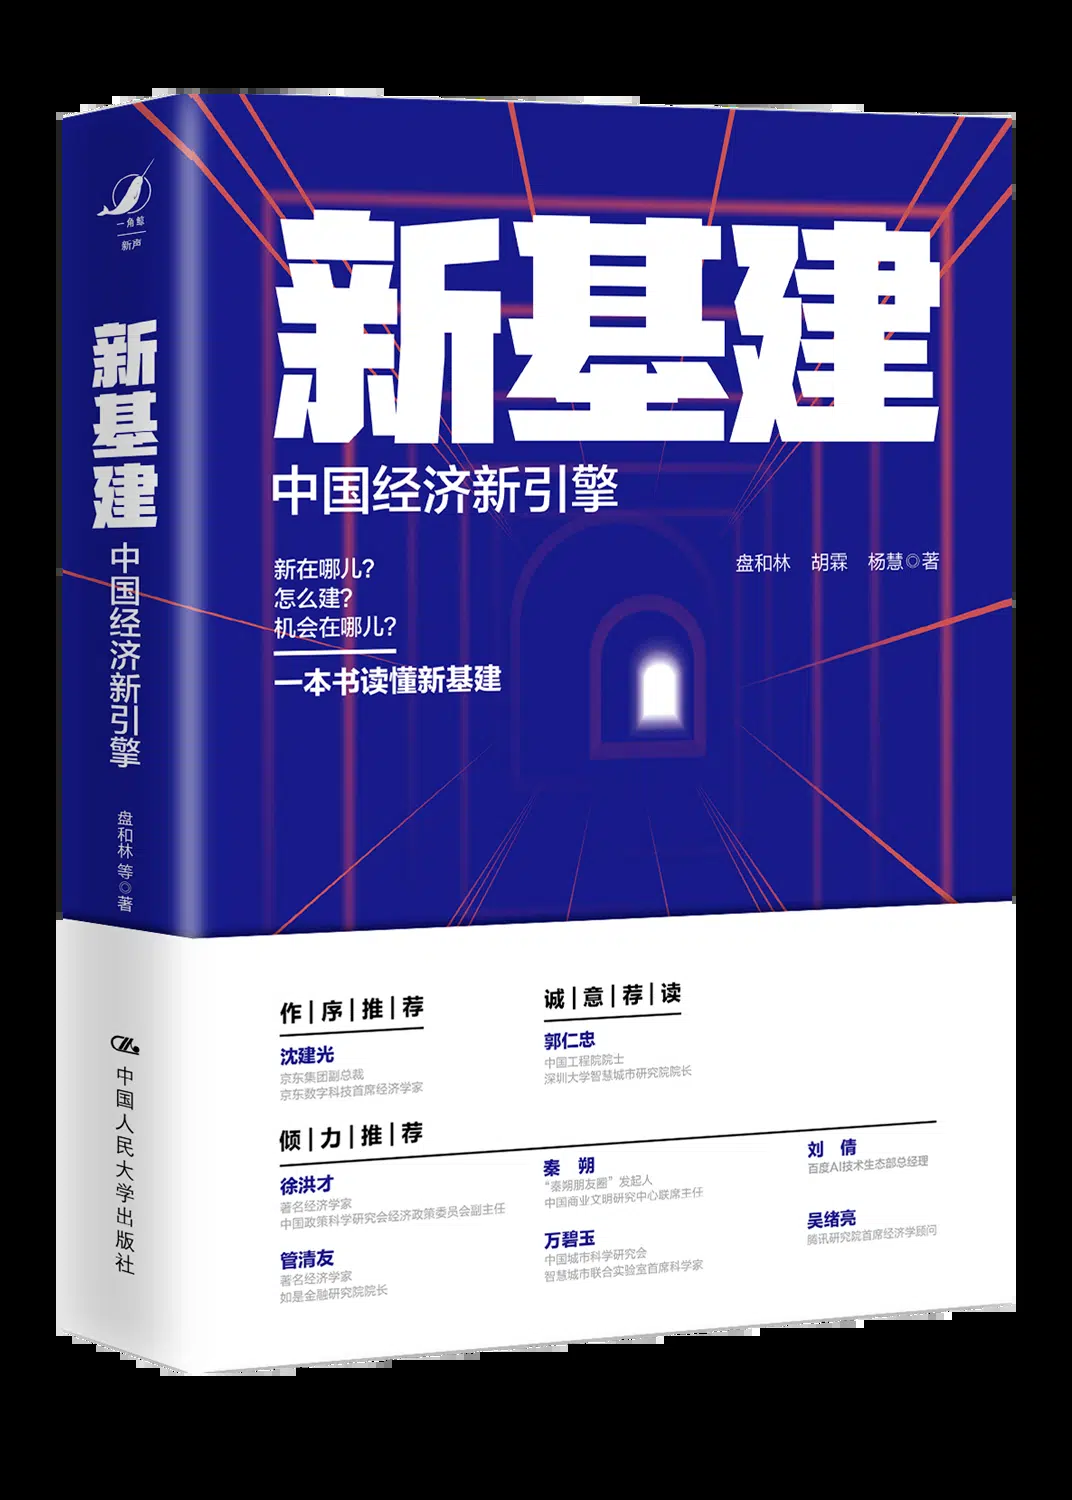 一角鲸
新声
新基建
中国经济新引擎
盘和林 等◎著
中国人民大学出版社
新基建
中国经济新引擎
盘和林 胡霖 杨慧◎著
新在哪儿?
怎么建?
机会在哪儿?
一本书读懂新基建
作|序|推|荐
沈建光
京东集团副总裁
京东数字科技首席经济学家
诚|意|荐|读
郭仁忠
中国工程院院士
深圳大学智慧城市研究院院长
倾|力|推|荐
徐洪才
著名经济学家
中国政策科学研究会经济政策委员会副主任
管清友
著名经济学家
如是金融研究院院长
秦 朔
“秦朔朋友圈”发起人
中国商业文明研究中心联席主任
万碧玉
中国城市科学研究会
智慧城市联合实验室首席科学家
刘 倩
百度AI技术生态部总经理
吴绪亮
腾讯研究院首席经济学顾问